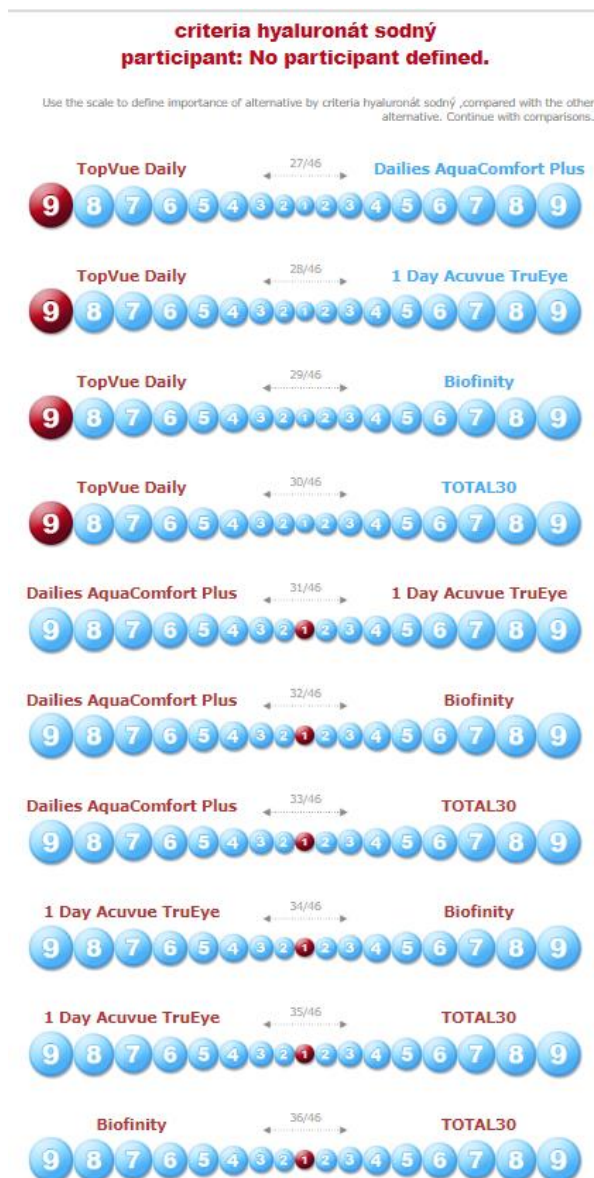 criteria hyaluronát sodný
participant: No participant defined.
Use the scale to define importance of alternative by criteria hyaluronát sodný ,compared with the other
alternative. Continue with comparisons.
27/46
TopVue Daily Dailies AquaComfort Plus
9 8 7 6 5 4 3 2 1 2 3 4 5 6 7 8 9
28/46
TopVue Daily 1 Day Acuvue TruEye
9 8 7 6 5 4 3 2 1 2 3 4 5 6 7 8 9
29/46
TopVue Daily Biofinity
9 8 7 6 5 4 3 2 1 2 3 4 5 6 7 8 9
30/46
TopVue Daily TOTAL30
9 8 7 6 5 4 3 2 1 2 3 4 5 6 7 8 9
31/46
Dailies AquaComfort Plus 1 Day Acuvue TruEye
9 8 7 6 5 4 3 2 1 2 3 4 5 6 7 8 9
32/46
Dailies AquaComfort Plus Biofinity
9 8 7 6 5 4 3 2 1 2 3 4 5 6 7 8 9
33/46
Dailies AquaComfort Plus TOTAL30
9 8 7 6 5 4 3 2 1 2 3 4 5 6 7 8 9
34/46
1 Day Acuvue TruEye Biofinity
9 8 7 6 5 4 3 2 1 2 3 4 5 6 7 8 9
35/46
1 Day Acuvue TruEye TOTAL30
9 8 7 6 5 4 3 2 1 2 3 4 5 6 7 8 9
36/46
Biofinity TOTAL30
9 8 7 6 5 4 3 2 1 2 3 4 5 6 7 8 9